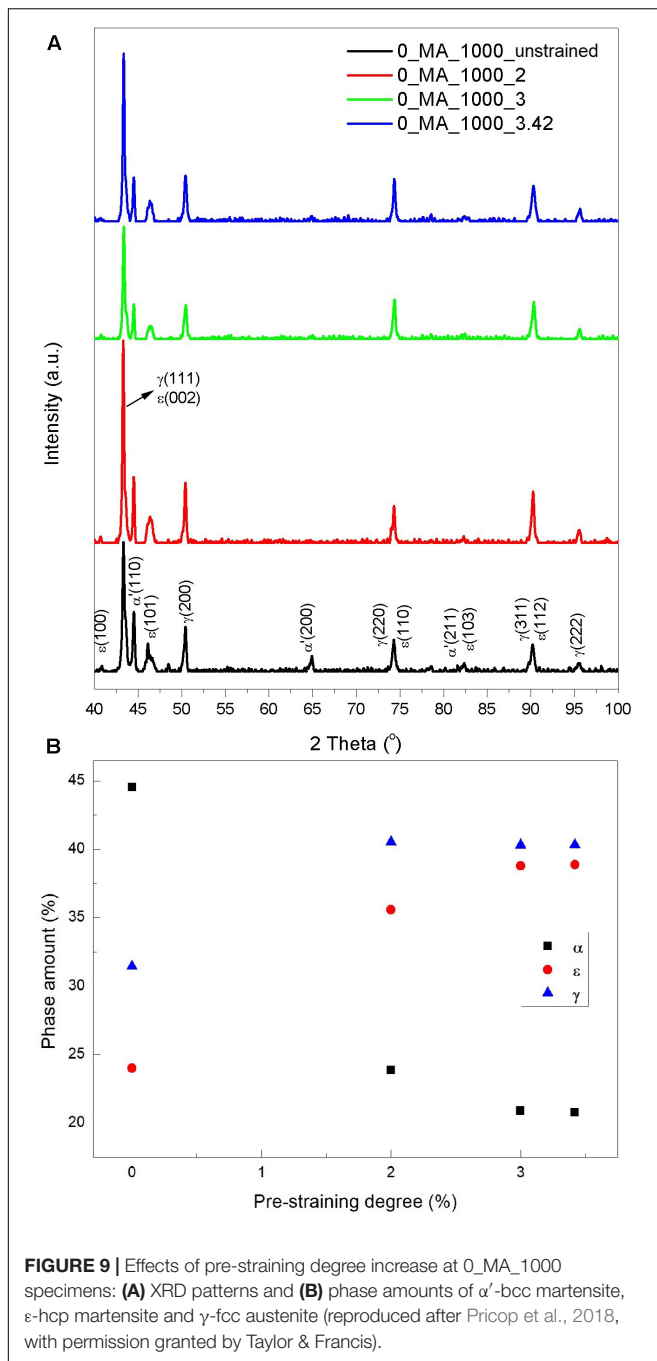 A
0_MA_1000_unstrained
0_MA_1000_2
0_MA_1000_3
0_MA_1000_3.42
Intensity (a.u.)
γ(111)
ε(002)
ε(100)
α'(110)
ε(101)
γ(200)
α'(200)
γ(220)
ε(110)
α'(211)
ε(103)
γ(311)
ε(112)
γ(222)
40 45 50 55 60 65 70 75 80 85 90 95 100
2 Theta (°)
B
45
40
35
30
25
20
Phase amount (%)
α
ε
γ
0 1 2 3
Pre-straining degree (%)
FIGURE 9 | Effects of pre-straining degree increase at 0_MA_1000
specimens: (A) XRD patterns and (B) phase amounts of α′-bcc martensite,
ε-hcp martensite and γ-fcc austenite (reproduced after Pricop et al., 2018,
with permission granted by Taylor & Francis).